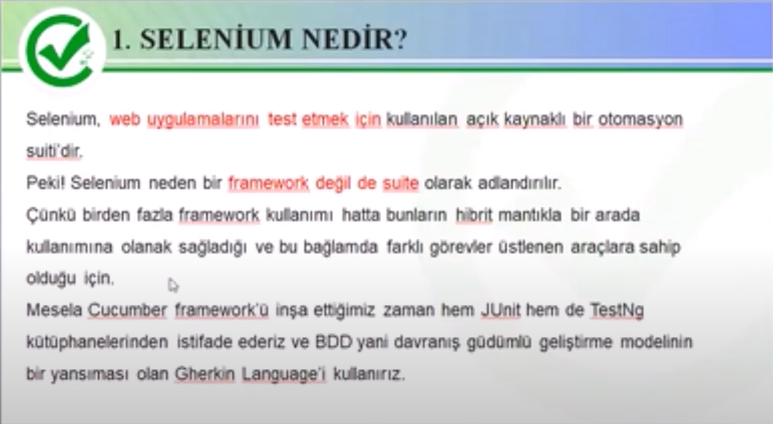 1. SELENİUM NEDİR?
Selenium, web uygulamalarını test etmek için kullanılan açık kaynaklı bir otomasyon
suiti'dir.
Peki! Selenium neden bir framework değil de suite olarak adlandırılır.
Çünkü birden fazla framework kullanımı hatta bunların hibrit mantıkla bir arada
kullanımına olanak sağladığı ve bu bağlamda farklı görevler üstlenen araçlara sahip
olduğu için.
Mesela Cucumber framework'ü inşa ettiğimiz zaman hem JUnit hem de TestNg
kütüphanelerinden istifade ederiz ve BDD yani davranış güdümlü geliştirme modelinin
bir yansıması olan Gherkin Language'i kullanırız.